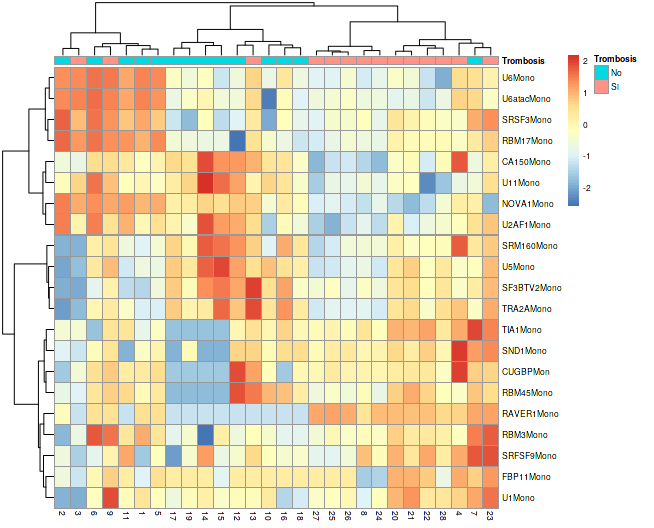 Trombosis
Trombosis
No
SI
2
1
0
-1
-2
U6Mono
U6atacMono
SRSF3Mono
RBM17Mono
CA150Mono
U11Mono
NOVA1Mono
U2AF1Mono
SRM160Mono
U5Mono
SF3BTV2Mono
TRA2AMono
TIA1Mono
SND1Mono
CUGBPMon
RBM45Mono
RAVER1Mono
RBM3Mono
SRFSF9Mono
FBP11Mono
U1Mono
2 3 6 9 11 1 5 17 19 14 15 12 13 10 16 18 27 25 26 8 24 20 21 22 28 4 7 23